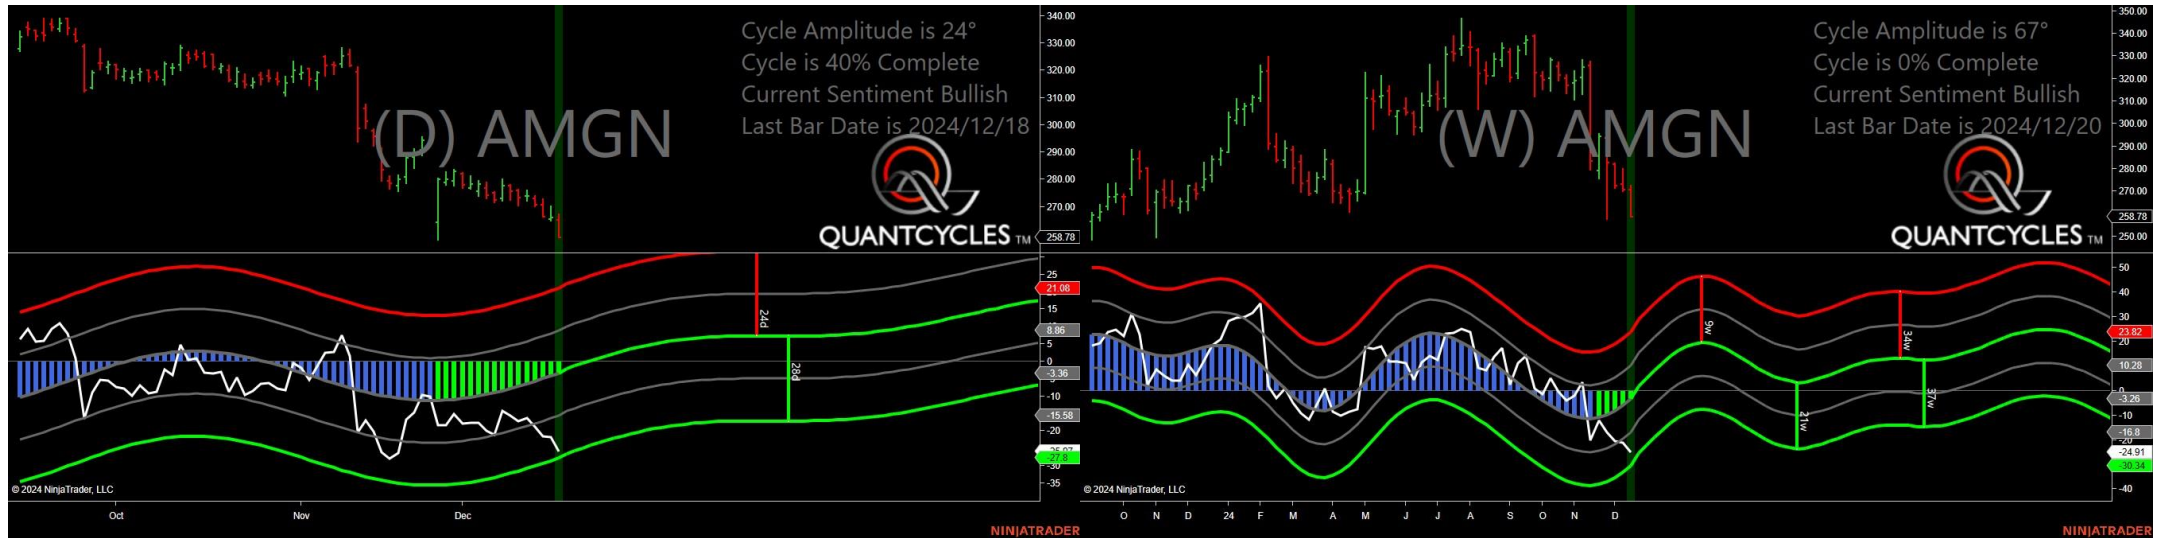 Cycle Amplitude is 24°
Cycle is 40% Complete
Current Sentiment Bullish
Last Bar Date is 2024/12/18
(D) AMGN
QUANTCYCLES TM
340.00
330.00
320.00
310.00
300.00
290.00
280.00
270.00
258.78
25
21.08
15
8.86
5
0
-3.36
-10
-15.58
-20
-27.8
-30
-35
24d
28d
© 2024 NinjaTrader, LLC
Oct Nov Dec
NINJATRADER
Cycle Amplitude is 67°
Cycle is 0% Complete
Current Sentiment Bullish
Last Bar Date is 2024/12/20
(W) AMGN
QUANTCYCLES TM
350.00
340.00
330.00
320.00
310.00
300.00
290.00
280.00
270.00
258.78
250.00
50
40
30
23.82
20
10.28
0
-3.26
-10
-16.8
-20
-24.91
-30.34
-40
9w
21w
34w
37w
© 2024 NinjaTrader, LLC
O N D 24 F M A M J J A S O N D
NINJATRADER